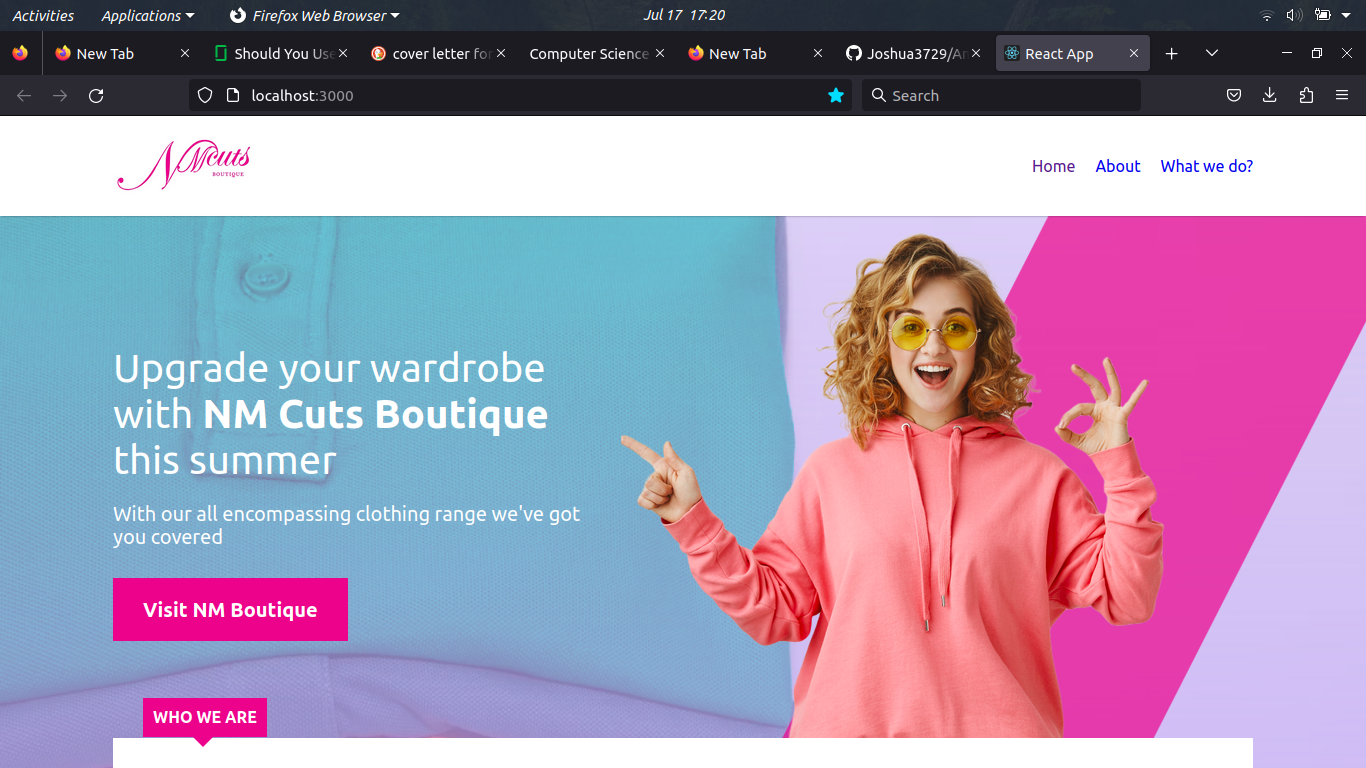 Activities
Applications
Firefox Web Browser
Jul 17 17:20
New Tab
Should You Use
cover letter for
Computer Science
New Tab
Joshua3729/An
React App
localhost:3000
Search
NMcuts
BOUTIQUE
Home
About
What we do?
Upgrade your wardrobe
with NM Cuts Boutique
this summer
With our all encompassing clothing range we've got
you covered
Visit NM Boutique
WHO WE ARE